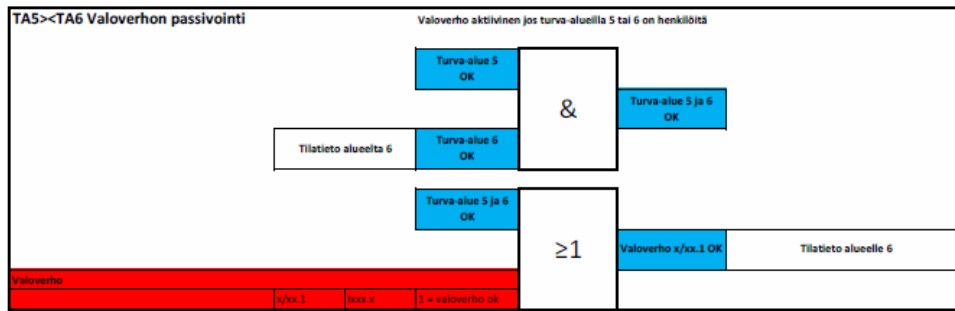 TA5><TA6 Valoverhon passivointi
Valoverho aktiivinen jos turva-alueilla 5 tai 6 on henkilöitä
Turva-alue 5
OK
&
Turva-alue 5 ja 6
OK
Tilatieto alueelta 6
Turva-alue 6
OK
Turva-alue 5 ja 6
OK
≥1
Valoverho x/xx.1 OK
Tilatieto alueelle 6
Valoverho
x/xx.1
Ixxx.x
1 = valoverho ok